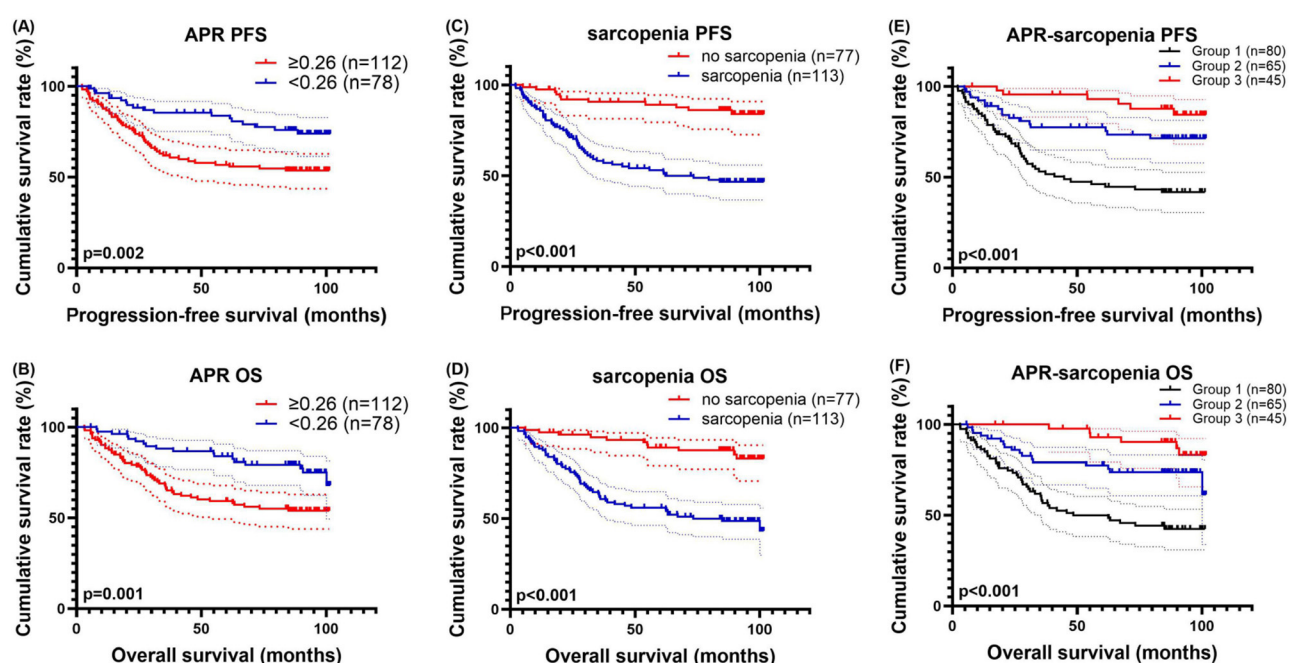 (A)
APR PFS
≥0.26 (n=112)
<0.26 (n=78)
Cumulative survival rate (%)
100
50
0
p=0.002
0 50 100
Progression-free survival (months)
(C)
sarcopenia PFS
no sarcopenia (n=77)
sarcopenia (n=113)
Cumulative survival rate (%)
100
50
0
p<0.001
0 50 100
Progression-free survival (months)
(E)
APR-sarcopenia PFS
Group 1 (n=80)
Group 2 (n=65)
Group 3 (n=45)
Cumulative survival rate (%)
100
50
0
p<0.001
0 50 100
Progression-free survival (months)
(B)
APR OS
≥0.26 (n=112)
<0.26 (n=78)
Cumulative survival rate (%)
100
50
0
p=0.001
0 50 100
Overall survival (months)
(D)
sarcopenia OS
no sarcopenia (n=77)
sarcopenia (n=113)
Cumulative survival rate (%)
100
50
0
p<0.001
0 50 100
Overall survival (months)
(F)
APR-sarcopenia OS
Group 1 (n=80)
Group 2 (n=65)
Group 3 (n=45)
Cumulative survival rate (%)
100
50
0
p<0.001
0 50 100
Overall survival (months)